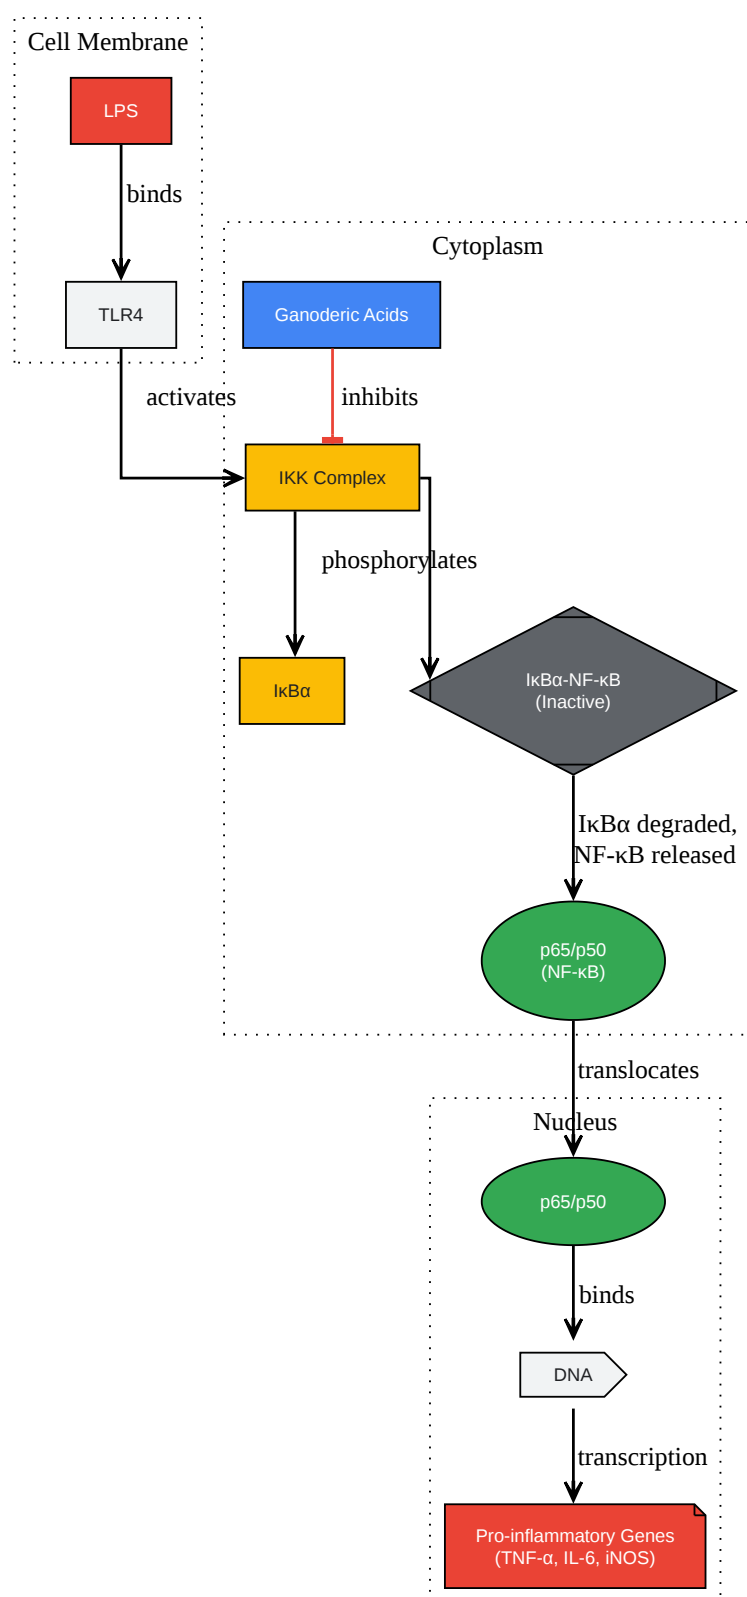 Cell Membrane
LPS
binds
TLR4
activates
Cytoplasm
Ganoderic Acids
inhibits
IKK Complex
phosphorylates
IκBα
IκBα-NF-κB
(Inactive)
IκBα degraded,
NF-κB released
p65/p50
(NF-κB)
translocates
Nucleus
p65/p50
binds
DNA
transcription
Pro-inflammatory Genes
(TNF-α, IL-6, iNOS)